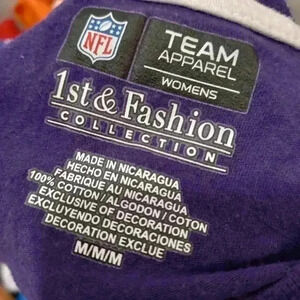 NFL
TEAM
APPAREL
WOMENS
1st & Fashion
COLLECTION
MADE IN NICARAGUA
HECHO EN NICARAGUA
FABRIQUE AU NICARAGUA
100% COTTON / ALGODON / COTON
EXCLUSIVE OF DECORATION
EXCLUYENDO DECORACIONES
DECORATION EXCLUE
M/M/M